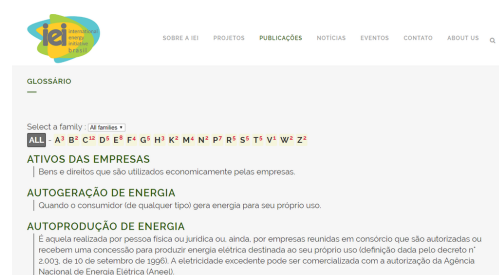 iei international
energy
initiative
brasil
SOBRE A IEI PROJETOS PUBLICAÇÕES NOTÍCIAS EVENTOS CONTATO ABOUT US
GLOSSÁRIO
Select a family : All families
ALL - A3 B2 C12 D5 E8 F4 G5 H3 K2 M4 N2 P7 R5 S5 T5 V1 W2 Z2
ATIVOS DAS EMPRESAS
Bens e direitos que são utilizados economicamente pelas empresas.
AUTOGERAÇÃO DE ENERGIA
Quando o consumidor (de qualquer tipo) gera energia para seu próprio uso.
AUTOPRODUÇÃO DE ENERGIA
É aquela realizada por pessoa física ou jurídica ou, ainda, por empresas reunidas em consórcio que são autorizadas ou
recebem uma concessão para produzir energia elétrica destinada ao seu próprio uso (definição dada pelo decreto n°
2.003, de 10 de setembro de 1996). A eletricidade excedente pode ser comercializada com a autorização da Agência
Nacional de Energia Elétrica (Aneel).